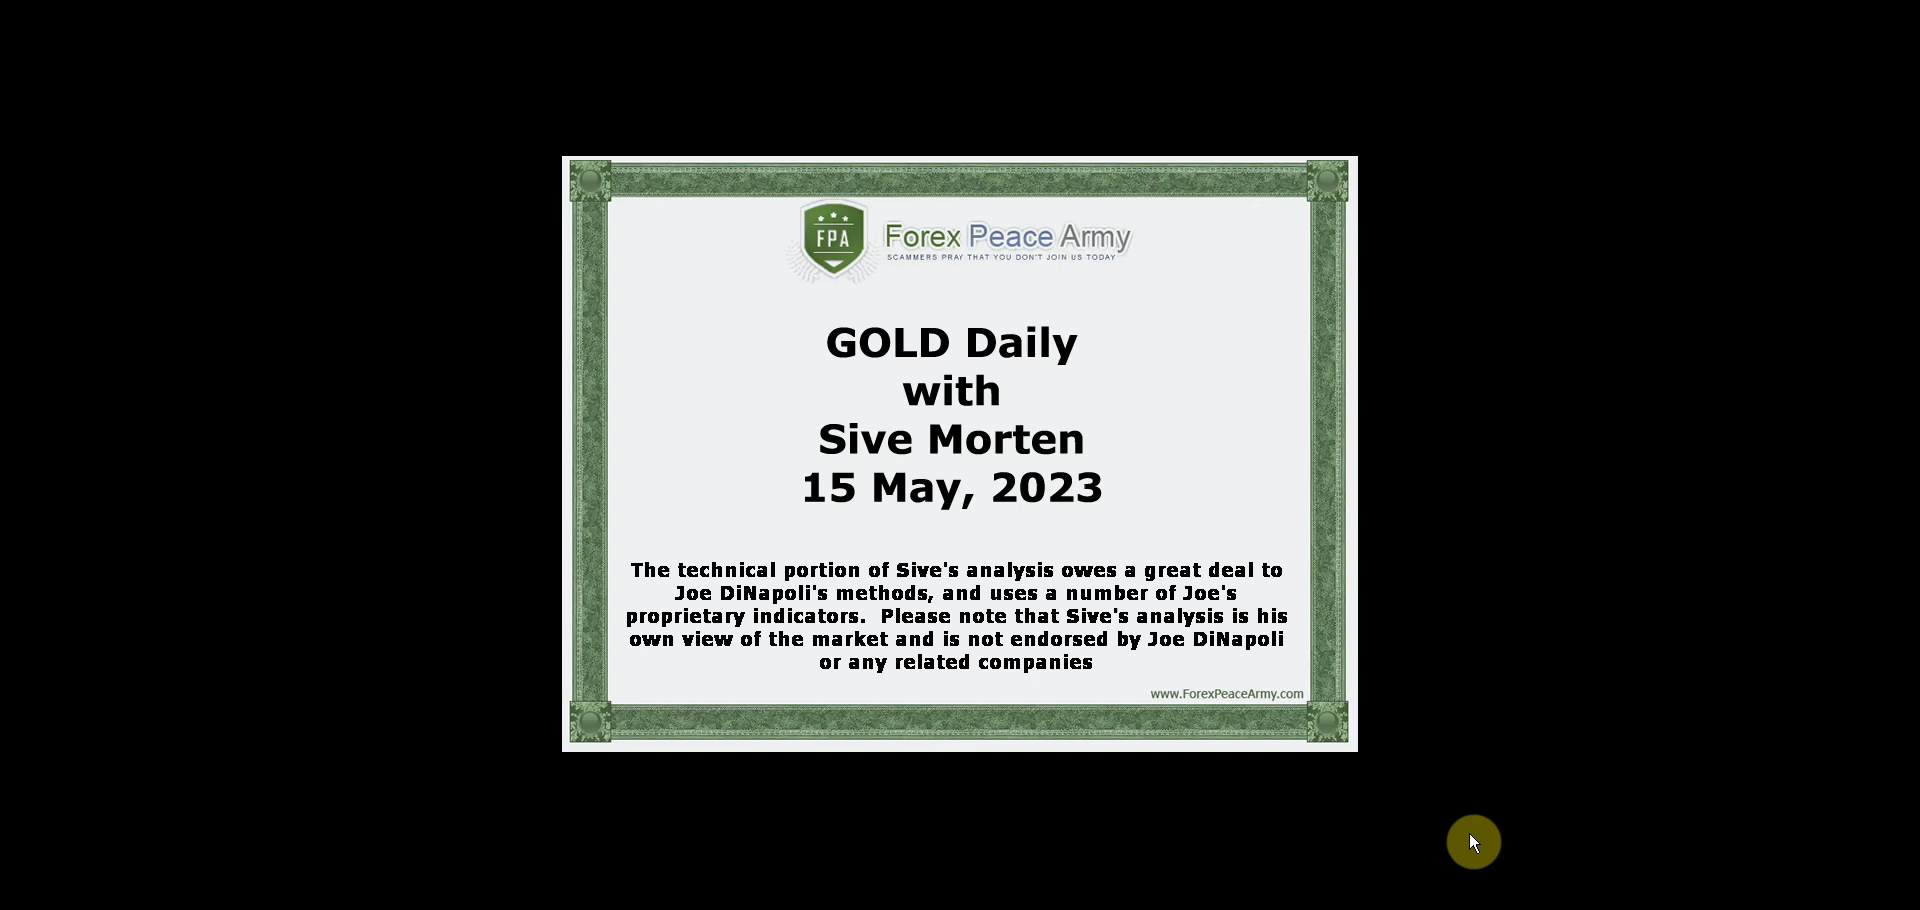 FPA
Forex Peace Army
SCAMMERS PRAY THAT YOU DON'T JOIN US TODAY
GOLD Daily
with
Sive Morten
15 May, 2023
The technical portion of Sive's analysis owes a great deal to
Joe DiNapoli's methods, and uses a number of Joe's
proprietary indicators.  Please note that Sive's analysis is his
own view of the market and is not endorsed by Joe DiNapoli
or any related companies
www.ForexPeaceArmy.com